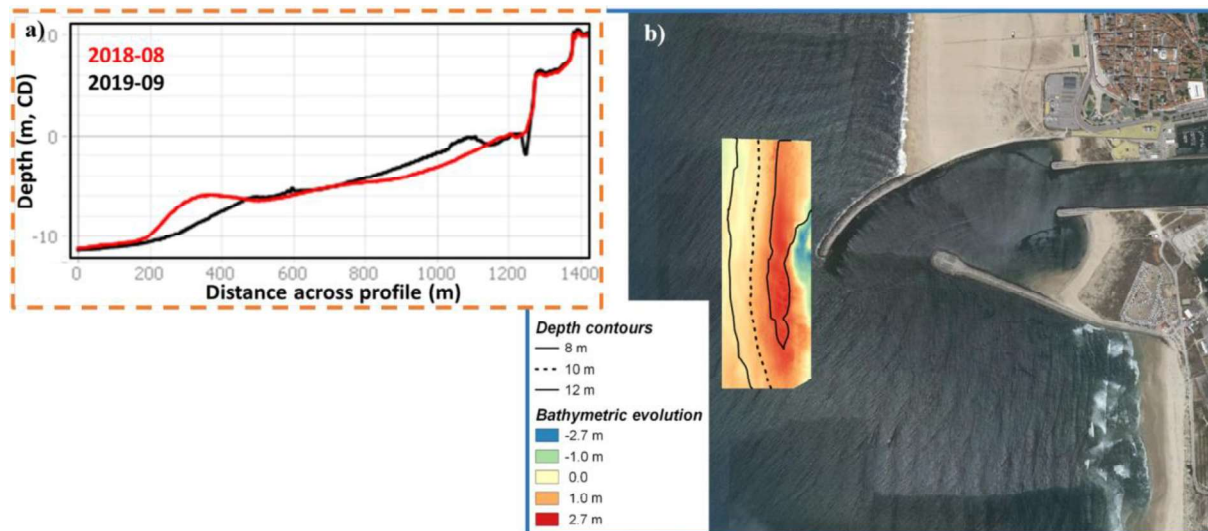 a)
10
2018-08
2019-09
0
-10
Depth (m, CD)
0 200 400 600 800 1000 1200 1400
Distance across profile (m)
b)
Depth contours
8 m
10 m
12 m
Bathymetric evolution
-2.7 m
-1.0 m
0.0
1.0 m
2.7 m